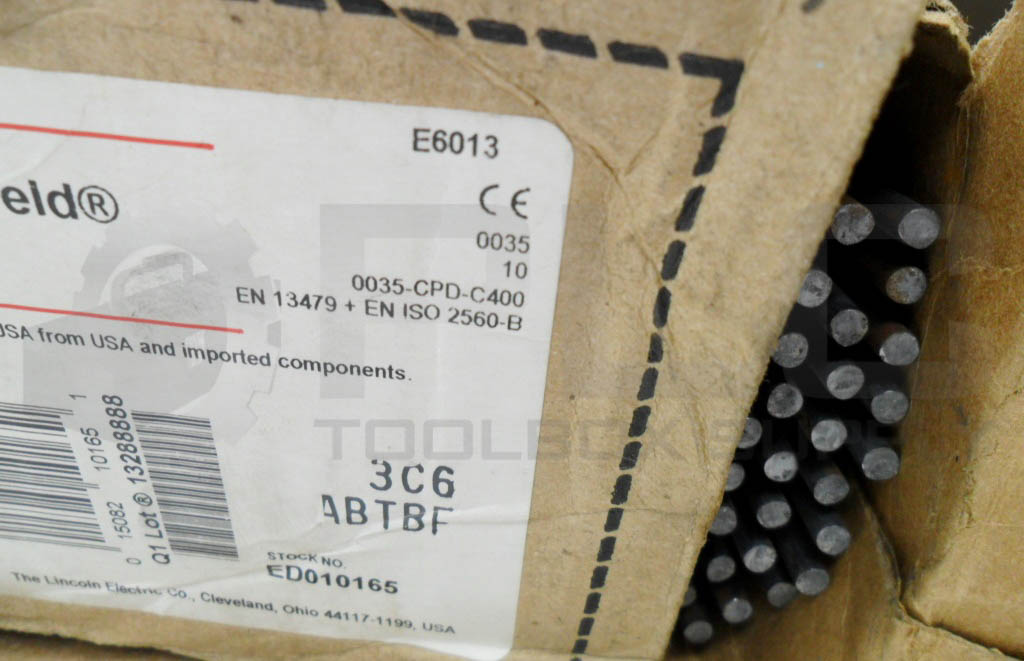 E6013
eld®
CE
0035
10
0035-CPD-C400
EN 13479 + EN ISO 2560-B
USA from USA and imported components.
0 15082 10165 1
Q1 Lot ® 13288888
3C6
ABTBF
STOCK NO.
ED010165
The Lincoln Electric Co., Cleveland, Ohio 44117-1199, USA
TOOLBOX